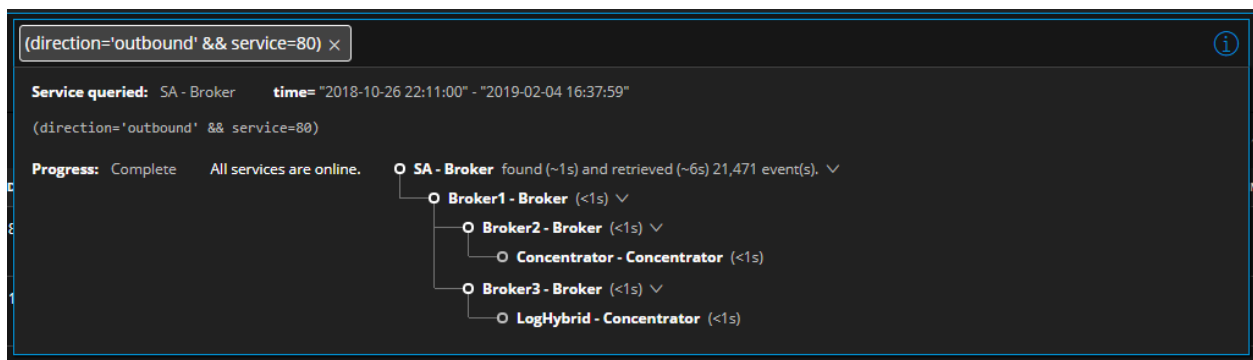 (direction='outbound' && service=80) ×
Service queried: SA - Broker time= "2018-10-26 22:11:00" - "2019-02-04 16:37:59"
(direction='outbound' && service=80)
Progress: Complete All services are online. SA - Broker found (~1s) and retrieved (~6s) 21,471 event(s).
Broker1 - Broker (<1s)
Broker2 - Broker (<1s)
Concentrator - Concentrator (<1s)
Broker3 - Broker (<1s)
LogHybrid - Concentrator (<1s)